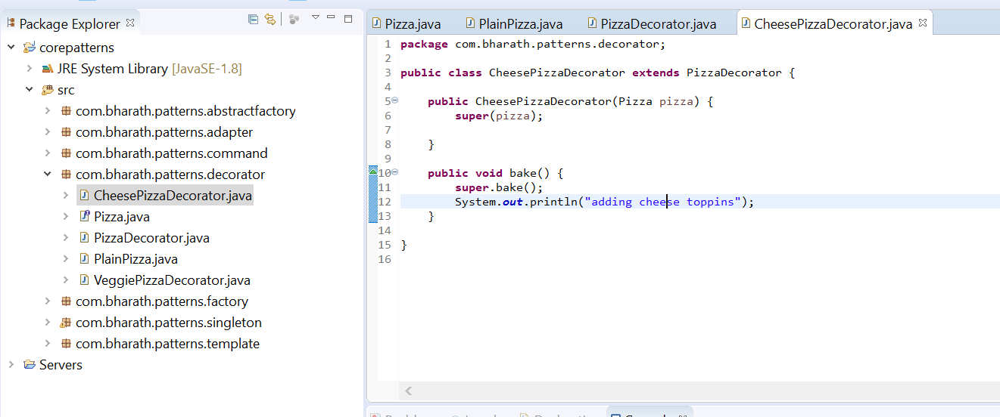 Package Explorer
corepatterns
JRE System Library [JavaSE-1.8]
src
com.bharath.patterns.abstractfactory
com.bharath.patterns.adapter
com.bharath.patterns.command
com.bharath.patterns.decorator
CheesePizzaDecorator.java
Pizza.java
PizzaDecorator.java
PlainPizza.java
VeggiePizzaDecorator.java
com.bharath.patterns.factory
com.bharath.patterns.singleton
com.bharath.patterns.template
Servers
Pizza.java PlainPizza.java PizzaDecorator.java CheesePizzaDecorator.java
1 package com.bharath.patterns.decorator;
2
3 public class CheesePizzaDecorator extends PizzaDecorator {
4
5 public CheesePizzaDecorator(Pizza pizza) {
6 super(pizza);
7
8 }
9
10 public void bake() {
11 super.bake();
12 System.out.println("adding cheese toppins");
13 }
14
15 }
16